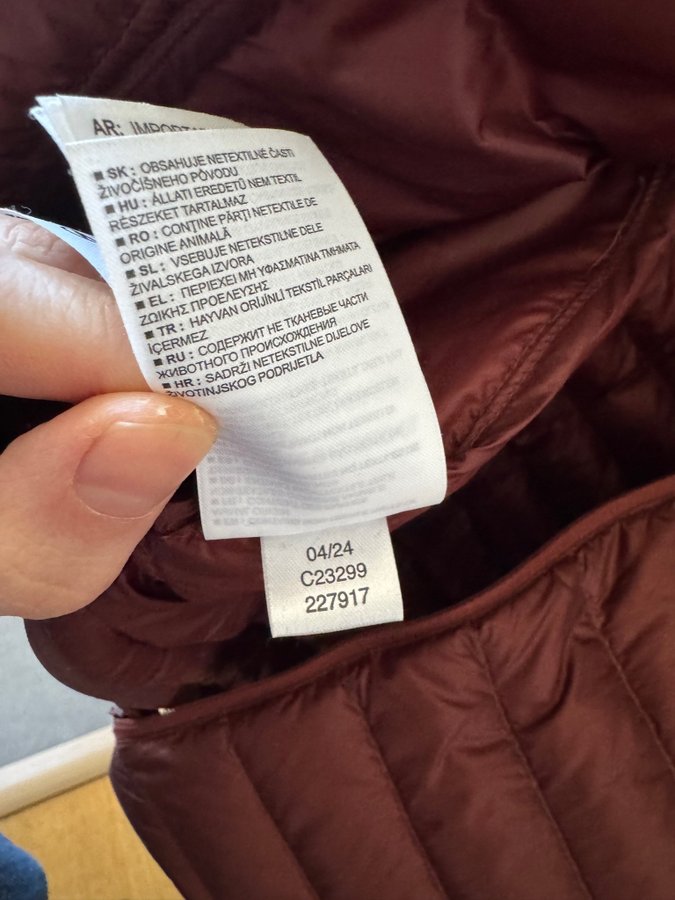 AR: IMPORTA
■ SK : OBSAHUJE NETEXTILNÉ ČASTI
ŽIVOČÍŠNEHO PÔVODU
■ HU : ÁLLATI EREDETŰ NEM TEXTIL
RÉSZEKET TARTALMAZ
■ RO : CONȚINE PĂRȚI NETEXTILE DE
ORIGINE ANIMALĂ
■ SL : VSEBUJE NETEKSTILNE DELE
ŽIVALSKEGA IZVORA
■ EL : ΠΕΡΙΕΧΕΙ ΜΗ ΥΦΑΣΜΑΤΙΝΑ ΤΜΗΜΑΤΑ
ΖΩΙΚΗΣ ΠΡΟΕΛΕΥΣΗΣ
■ TR : HAYVAN ORİJİNLİ TEKSTİL PARÇALARI
İÇERMEZ
■ RU : СОДЕРЖИТ НЕ ТКАНЕВЫЕ ЧАСТИ
ЖИВОТНОГО ПРОИСХОЖДЕНИЯ
■ HR : SADRŽI NETEKSTILNE DIJELOVE
ŽIVOTINJSKOG PODRIJETLA
04/24
C23299
227917